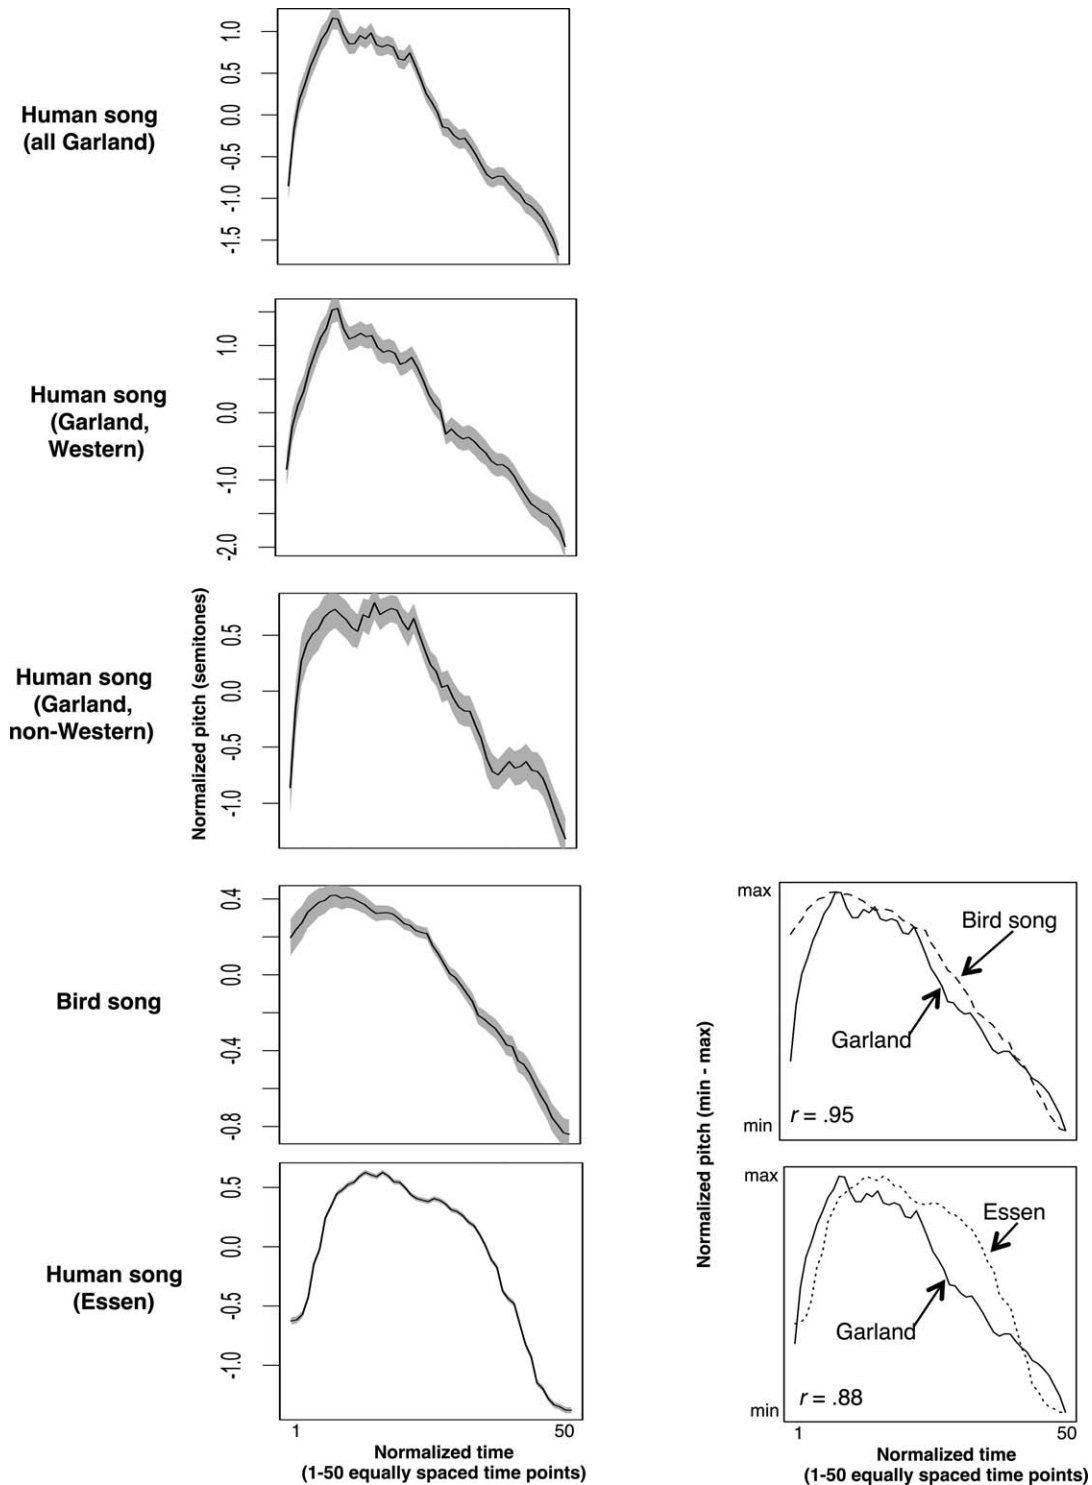 Human song
(all Garland)
1.0
0.5
0.0
-0.5
-1.0
-1.5
Human song
(Garland,
Western)
1.0
0.0
-1.0
-2.0
Human song
(Garland,
non-Western)
Normalized pitch (semitones)
0.5
0.0
-0.5
-1.0
Bird song
0.4
0.0
-0.4
-0.8
Human song
(Essen)
0.5
0.0
-0.5
-1.0
1
50
Normalized time
(1-50 equally spaced time points)
Normalized pitch (min - max)
max
min
Bird song
Garland
r = .95
max
min
Essen
Garland
r = .88
1
50
Normalized time
(1-50 equally spaced time points)